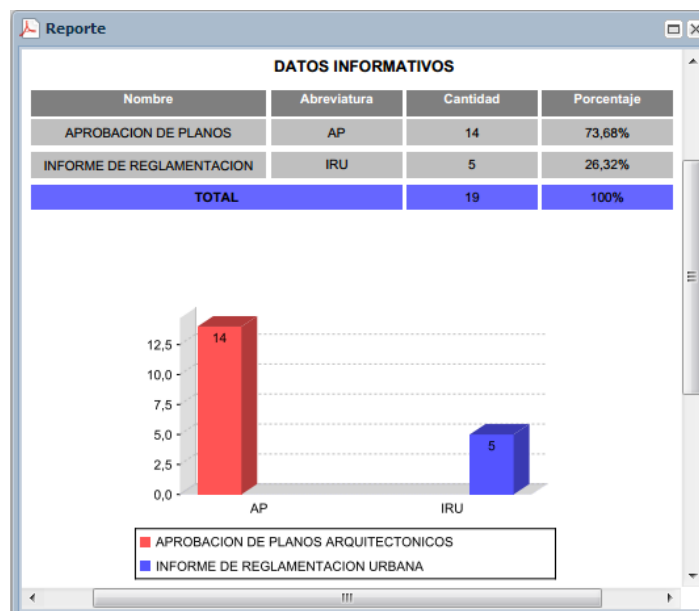 Reporte
DATOS INFORMATIVOS
Nombre Abreviatura Cantidad Porcentaje
APROBACION DE PLANOS AP 14 73,68%
INFORME DE REGLAMENTACION IRU 5 26,32%
TOTAL 19 100%
14
12,5
10,0
7,5
5,0
5
2,5
0,0
AP IRU
APROBACION DE PLANOS ARQUITECTONICOS
INFORME DE REGLAMENTACION URBANA